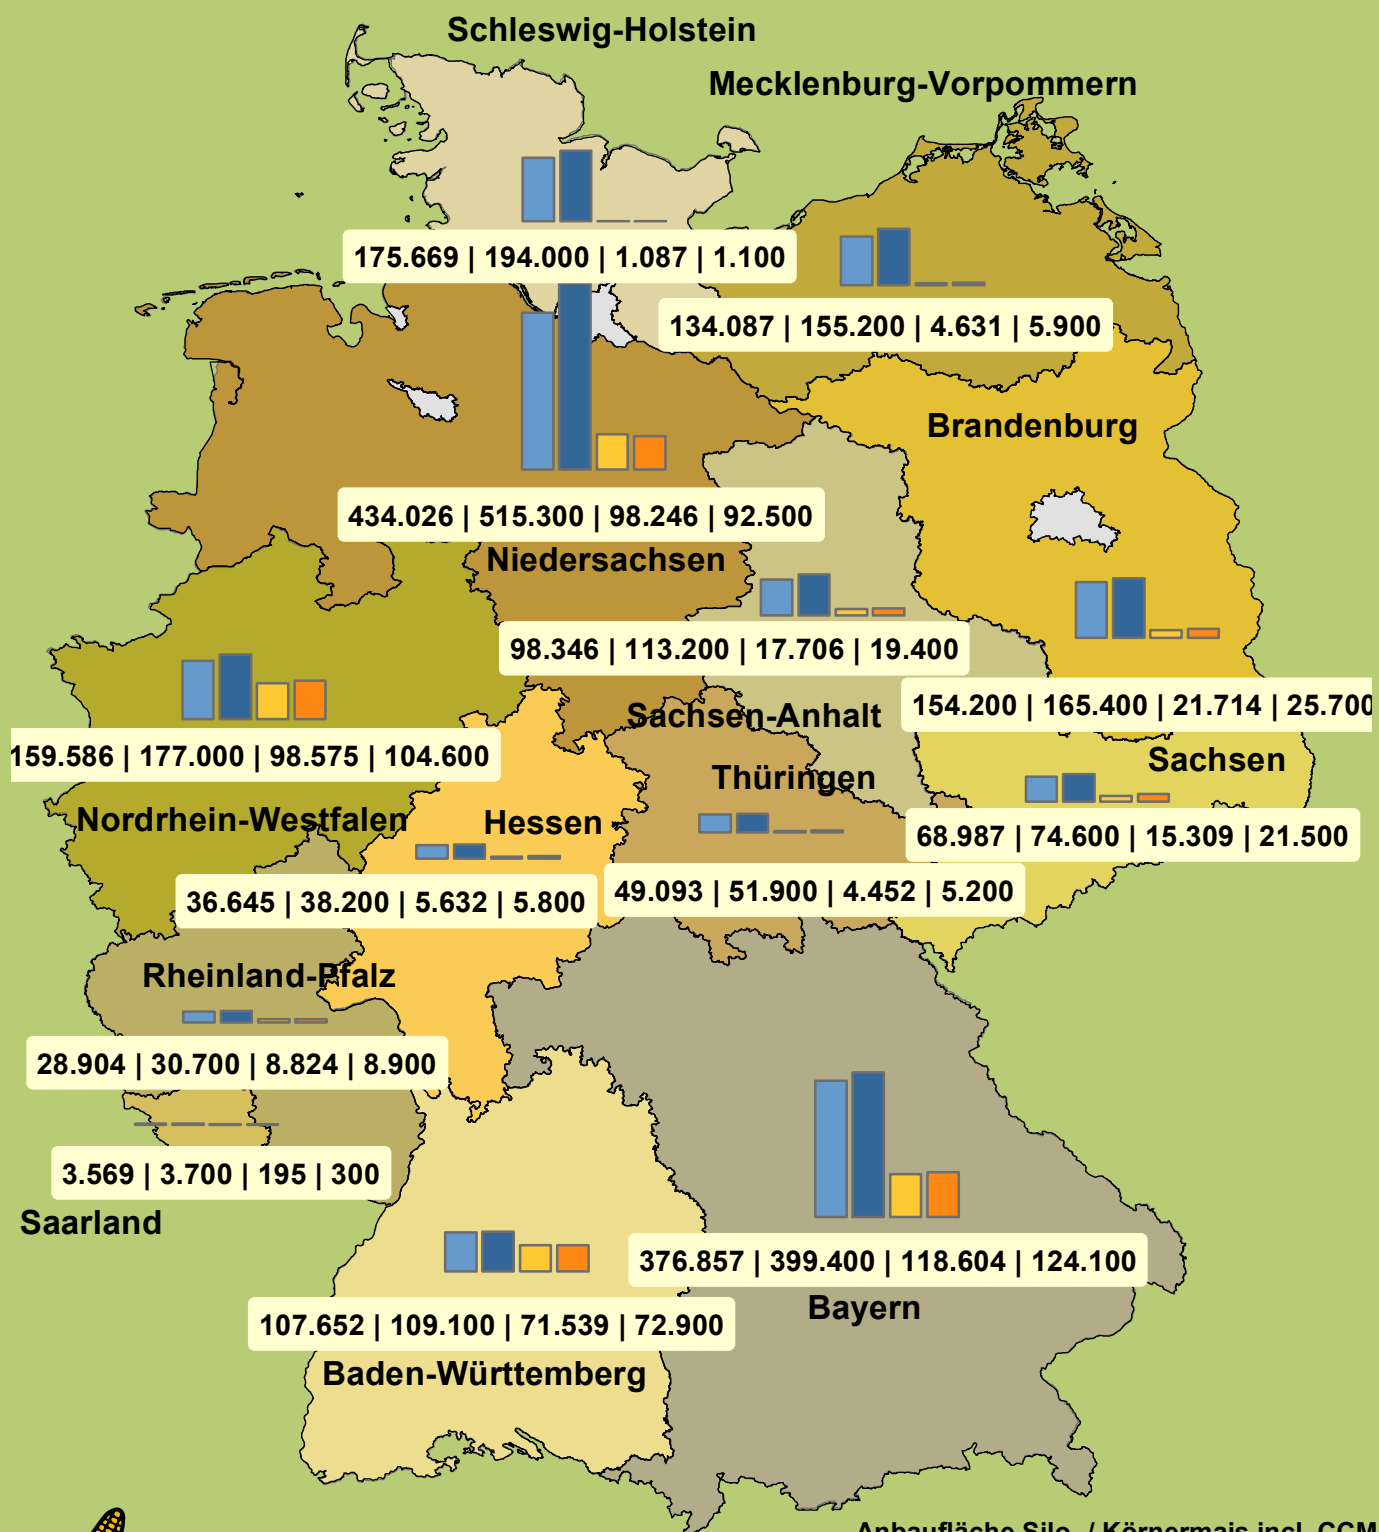 Schleswig-Holstein
Mecklenburg-Vorpommern
175.669 | 194.000 | 1.087 | 1.100
134.087 | 155.200 | 4.631 | 5.900
Brandenburg
434.026 | 515.300 | 98.246 | 92.500
Niedersachsen
98.346 | 113.200 | 17.706 | 19.400
154.200 | 165.400 | 21.714 | 25.700
Sachsen-Anhalt
159.586 | 177.000 | 98.575 | 104.600
Sachsen
Thüringen
Nordrhein-Westfalen
Hessen
68.987 | 74.600 | 15.309 | 21.500
49.093 | 51.900 | 4.452 | 5.200
36.645 | 38.200 | 5.632 | 5.800
Rheinland-Pfalz
28.904 | 30.700 | 8.824 | 8.900
3.569 | 3.700 | 195 | 300
Saarland
376.857 | 399.400 | 118.604 | 124.100
Bayern
107.652 | 109.100 | 71.539 | 72.900
Baden-Württemberg
Anbaufläche Silo- / Körnermais incl. CCM